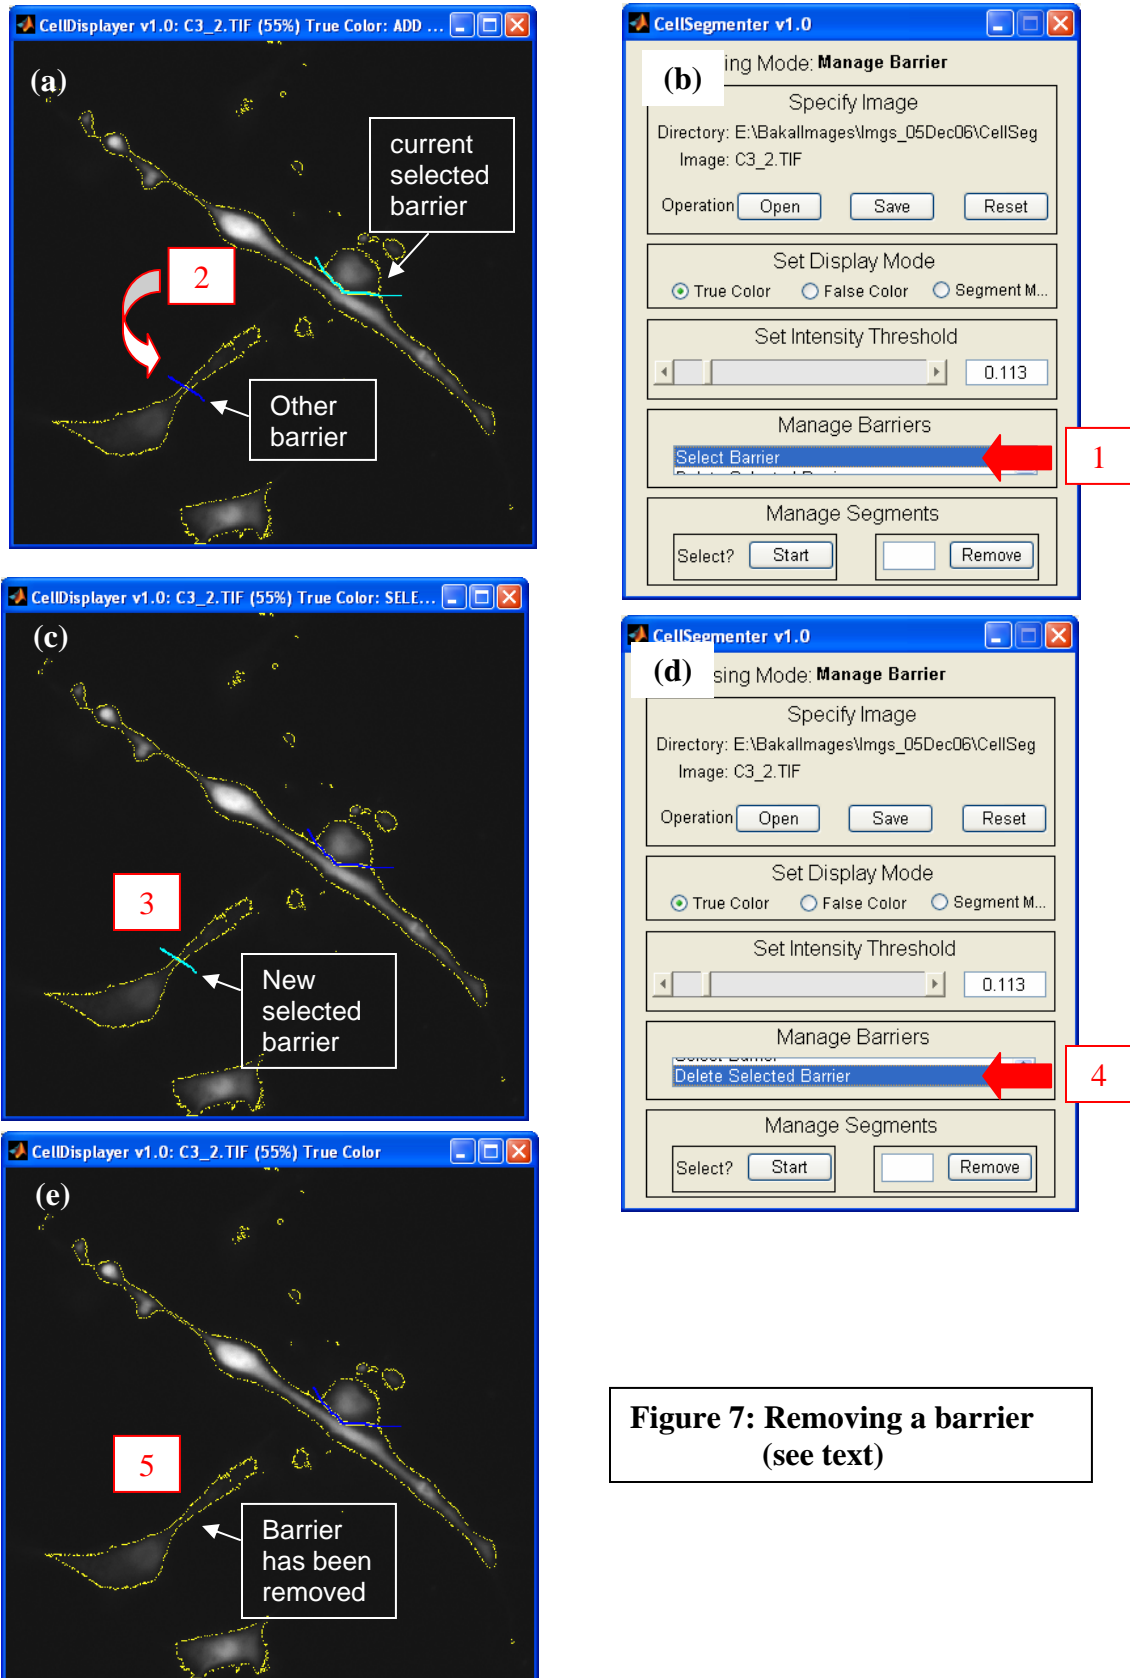 CellDisplayer v1.0: C3_2.TIF (55%) True Color: ADD ...
(a)
current
selected
barrier
2
Other
barrier
CellSegmenter v1.0
(b)
ing Mode: Manage Barrier
Specify Image
Directory: E:\BakalImages\Imgs_05Dec06\CellSeg
Image: C3_2.TIF
Operation Open Save Reset
Set Display Mode
True Color False Color Segment M...
Set Intensity Threshold
0.113
Manage Barriers
Select Barrier
Delete Selected Barrier
1
Manage Segments
Select? Start Remove
CellDisplayer v1.0: C3_2.TIF (55%) True Color: SELE...
(c)
3
New
selected
barrier
CellSegmenter v1.0
(d)
sing Mode: Manage Barrier
Specify Image
Directory: E:\BakalImages\Imgs_05Dec06\CellSeg
Image: C3_2.TIF
Operation Open Save Reset
Set Display Mode
True Color False Color Segment M...
Set Intensity Threshold
0.113
Manage Barriers
Select Barrier
Delete Selected Barrier
4
Manage Segments
Select? Start Remove
CellDisplayer v1.0: C3_2.TIF (55%) True Color
(e)
5
Barrier
has been
removed
Figure 7: Removing a barrier
(see text)